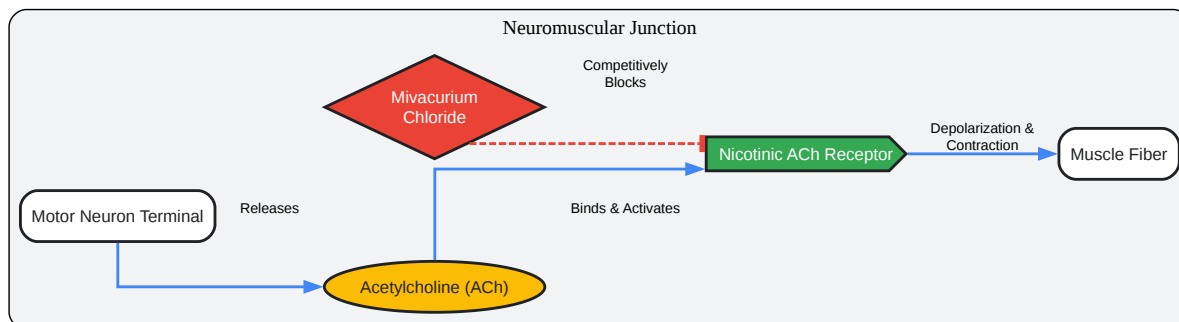 Neuromuscular Junction
Competitively
Blocks
Mivacurium
Chloride
Depolarization &
Contraction
Nicotinic ACh Receptor
Muscle Fiber
Motor Neuron Terminal
Releases
Binds & Activates
Acetylcholine (ACh)